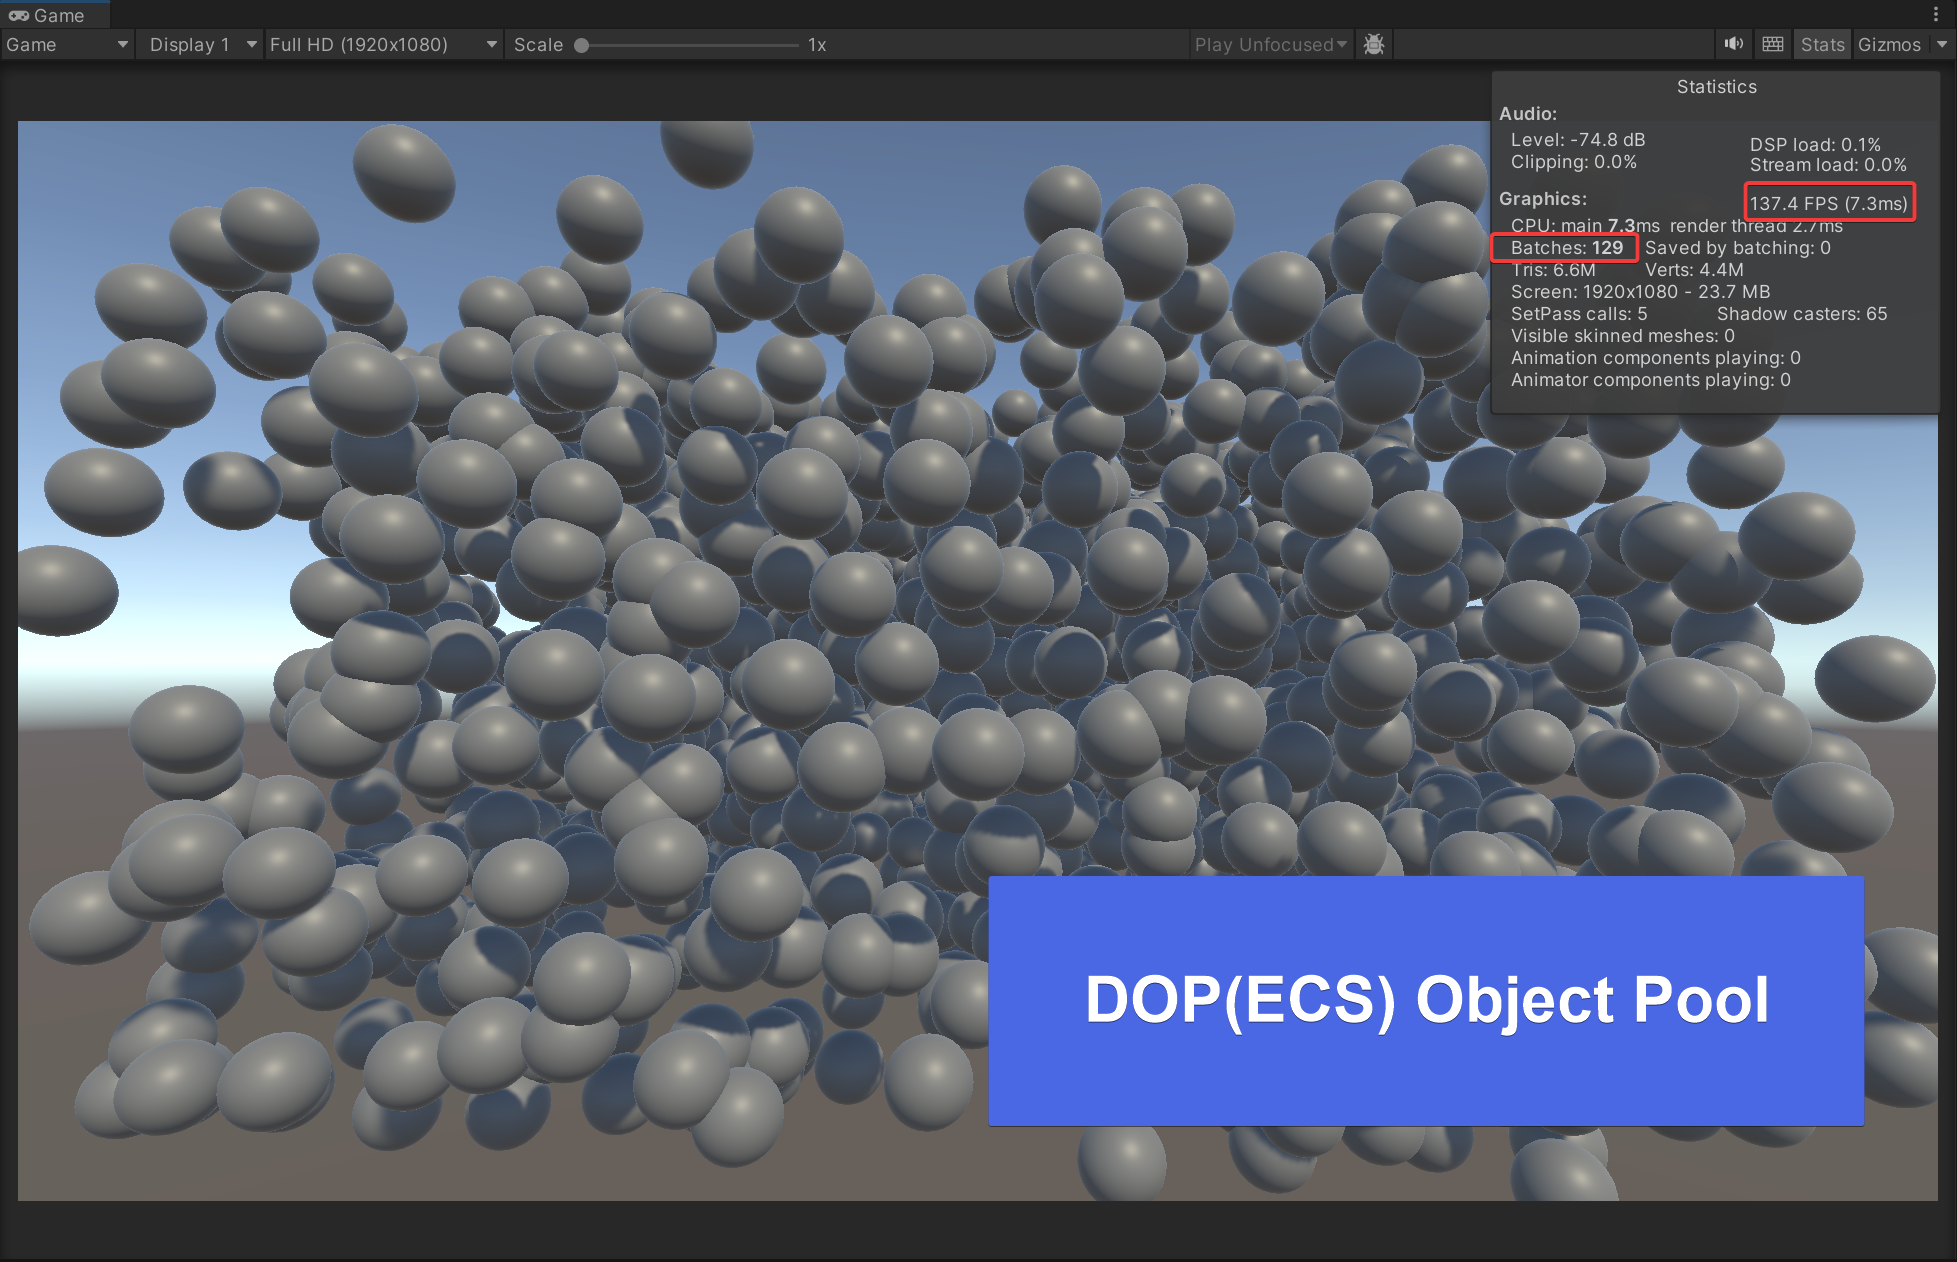 Game
Game Display 1 Full HD (1920x1080) Scale 1x Play Unfocused Stats Gizmos
Statistics
Audio:
Level: -74.8 dB DSP load: 0.1%
Clipping: 0.0% Stream load: 0.0%
Graphics: 137.4 FPS (7.3ms)
CPU: main 7.3ms render thread 2.7ms
Batches: 129 Saved by batching: 0
Tris: 6.6M Verts: 4.4M
Screen: 1920x1080 - 23.7 MB
SetPass calls: 5 Shadow casters: 65
Visible skinned meshes: 0
Animation components playing: 0
Animator components playing: 0
DOP(ECS) Object Pool